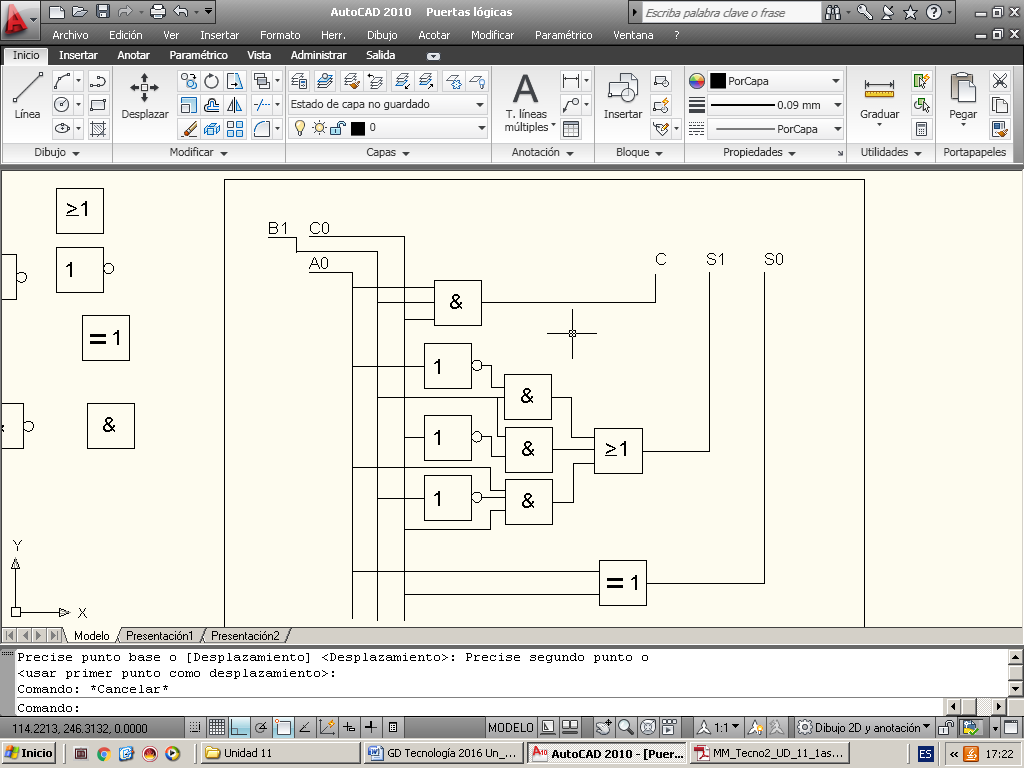 AutoCAD 2010 Puertas lógicas
Escriba palabra clave o frase
Archivo Edición Ver Insertar Formato Herr. Dibujo Acotar Modificar Paramétrico Ventana ?
Inicio Insertar Anotar Paramétrico Vista Administrar Salida
Línea
Desplazar
Estado de capa no guardado
0
A
T. líneas
múltiples
Insertar
PorCapa
0.09 mm
PorCapa
Graduar
Pegar
Dibujo Modificar Capas Anotación Bloque Propiedades Utilidades Portapapeles
≥1
1
=1
&
B1 C0
A0
C S1 S0
&
1
&
1
&
≥1
1
&
=1
Y
X
Modelo Presentación1 Presentación2
Precise punto base o [Desplazamiento] <Desplazamiento>: Precise segundo punto o
<usar primer punto como desplazamiento>:
Comando: *Cancelar*
Comando:
114.2213, 246.3132, 0.0000 MODELO 1:1 Dibujo 2D y anotación
Inicio Unidad 11 GD Tecnología 2016 Un_... AutoCAD 2010 - [Puer... MM_Tecno2_UD_11_1as... ES « 17:22